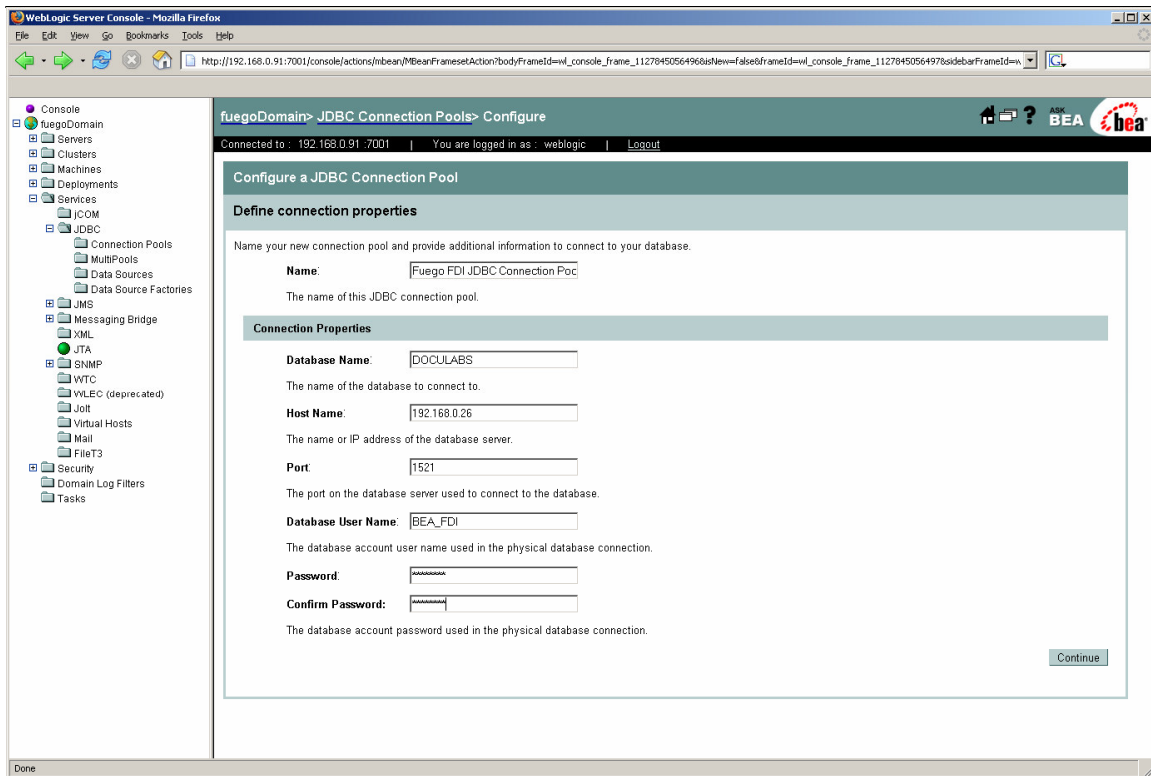 WebLogic Server Console - Mozilla Firefox
File Edit View Go Bookmarks Tools Help
http://192.168.0.91:7001/console/actions/mbean/MBeanFramesetAction?bodyFrameId=wl_console_frame_1127845056496&isNew=false&frameId=wl_console_frame_1127845056497&sidebarFrameId=w
G
Console
fuegoDomain
Servers
Clusters
Machines
Deployments
Services
jCOM
JDBC
Connection Pools
MultiPools
Data Sources
Data Source Factories
JMS
Messaging Bridge
XML
JTA
SNMP
WTC
WLEC (deprecated)
Jolt
Virtual Hosts
Mail
FileT3
Security
Domain Log Filters
Tasks
fuegoDomain> JDBC Connection Pools> Configure
? ASK BEA bea
Connected to : 192.168.0.91 :7001 | You are logged in as : weblogic | Logout
Configure a JDBC Connection Pool
Define connection properties
Name your new connection pool and provide additional information to connect to your database.
Name: Fuego FDI JDBC Connection Poo
The name of this JDBC connection pool.
Connection Properties
Database Name: DOCULABS
The name of the database to connect to.
Host Name: 192.168.0.26
The name or IP address of the database server.
Port: 1521
The port on the database server used to connect to the database.
Database User Name: BEA_FDI
The database account user name used in the physical database connection.
Password: ********
Confirm Password: ********
The database account password used in the physical database connection.
Continue
Done